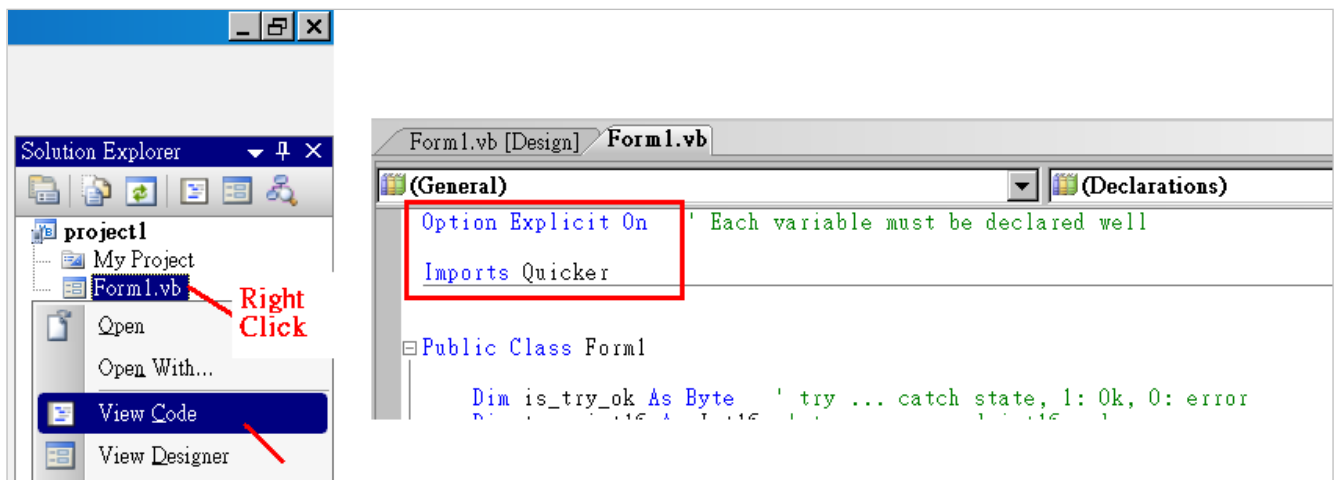 Solution Explorer
project1
My Project
Form1.vb
Right
Click
Open
Open With...
View Code
View Designer
Form1.vb [Design] Form1.vb
(General) (Declarations)
Option Explicit On ' Each variable must be declared well
Imports Quicker
Public Class Form1
Dim is_try_ok As Byte ' try ... catch state, 1: Ok, 0: error